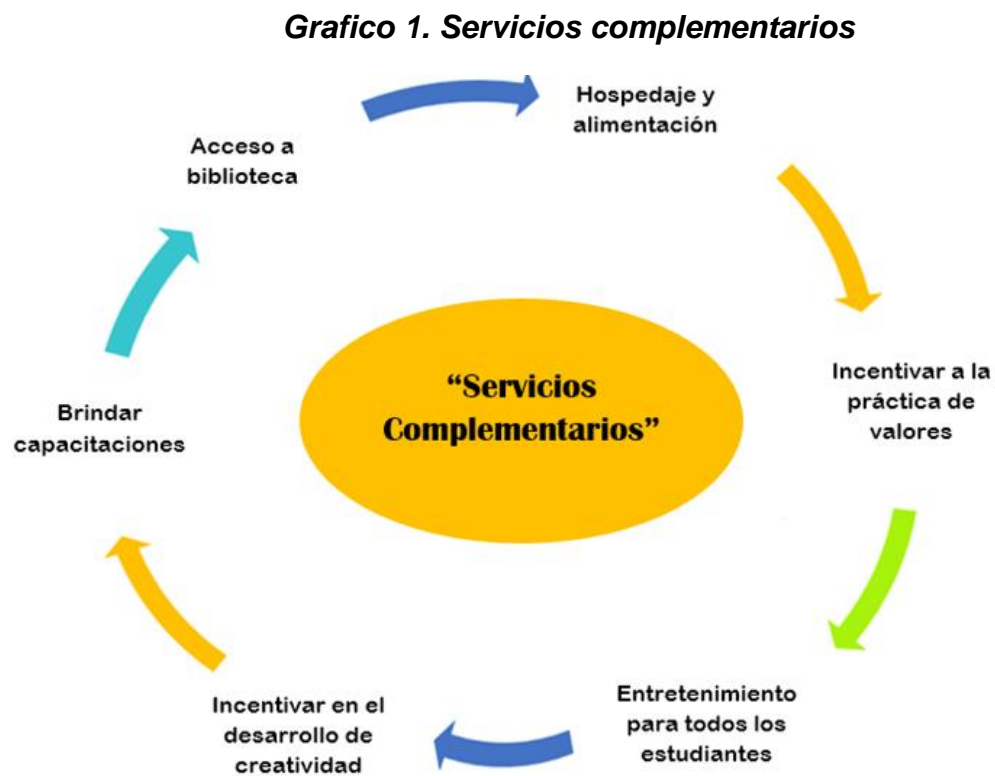 Grafico 1. Servicios complementarios
Hospedaje y
alimentación
Acceso a
biblioteca
Incentivar a la
práctica de
valores
“Servicios
Complementarios”
Brindar
capacitaciones
Entretenimiento
para todos los
estudiantes
Incentivar en el
desarrollo de
creatividad